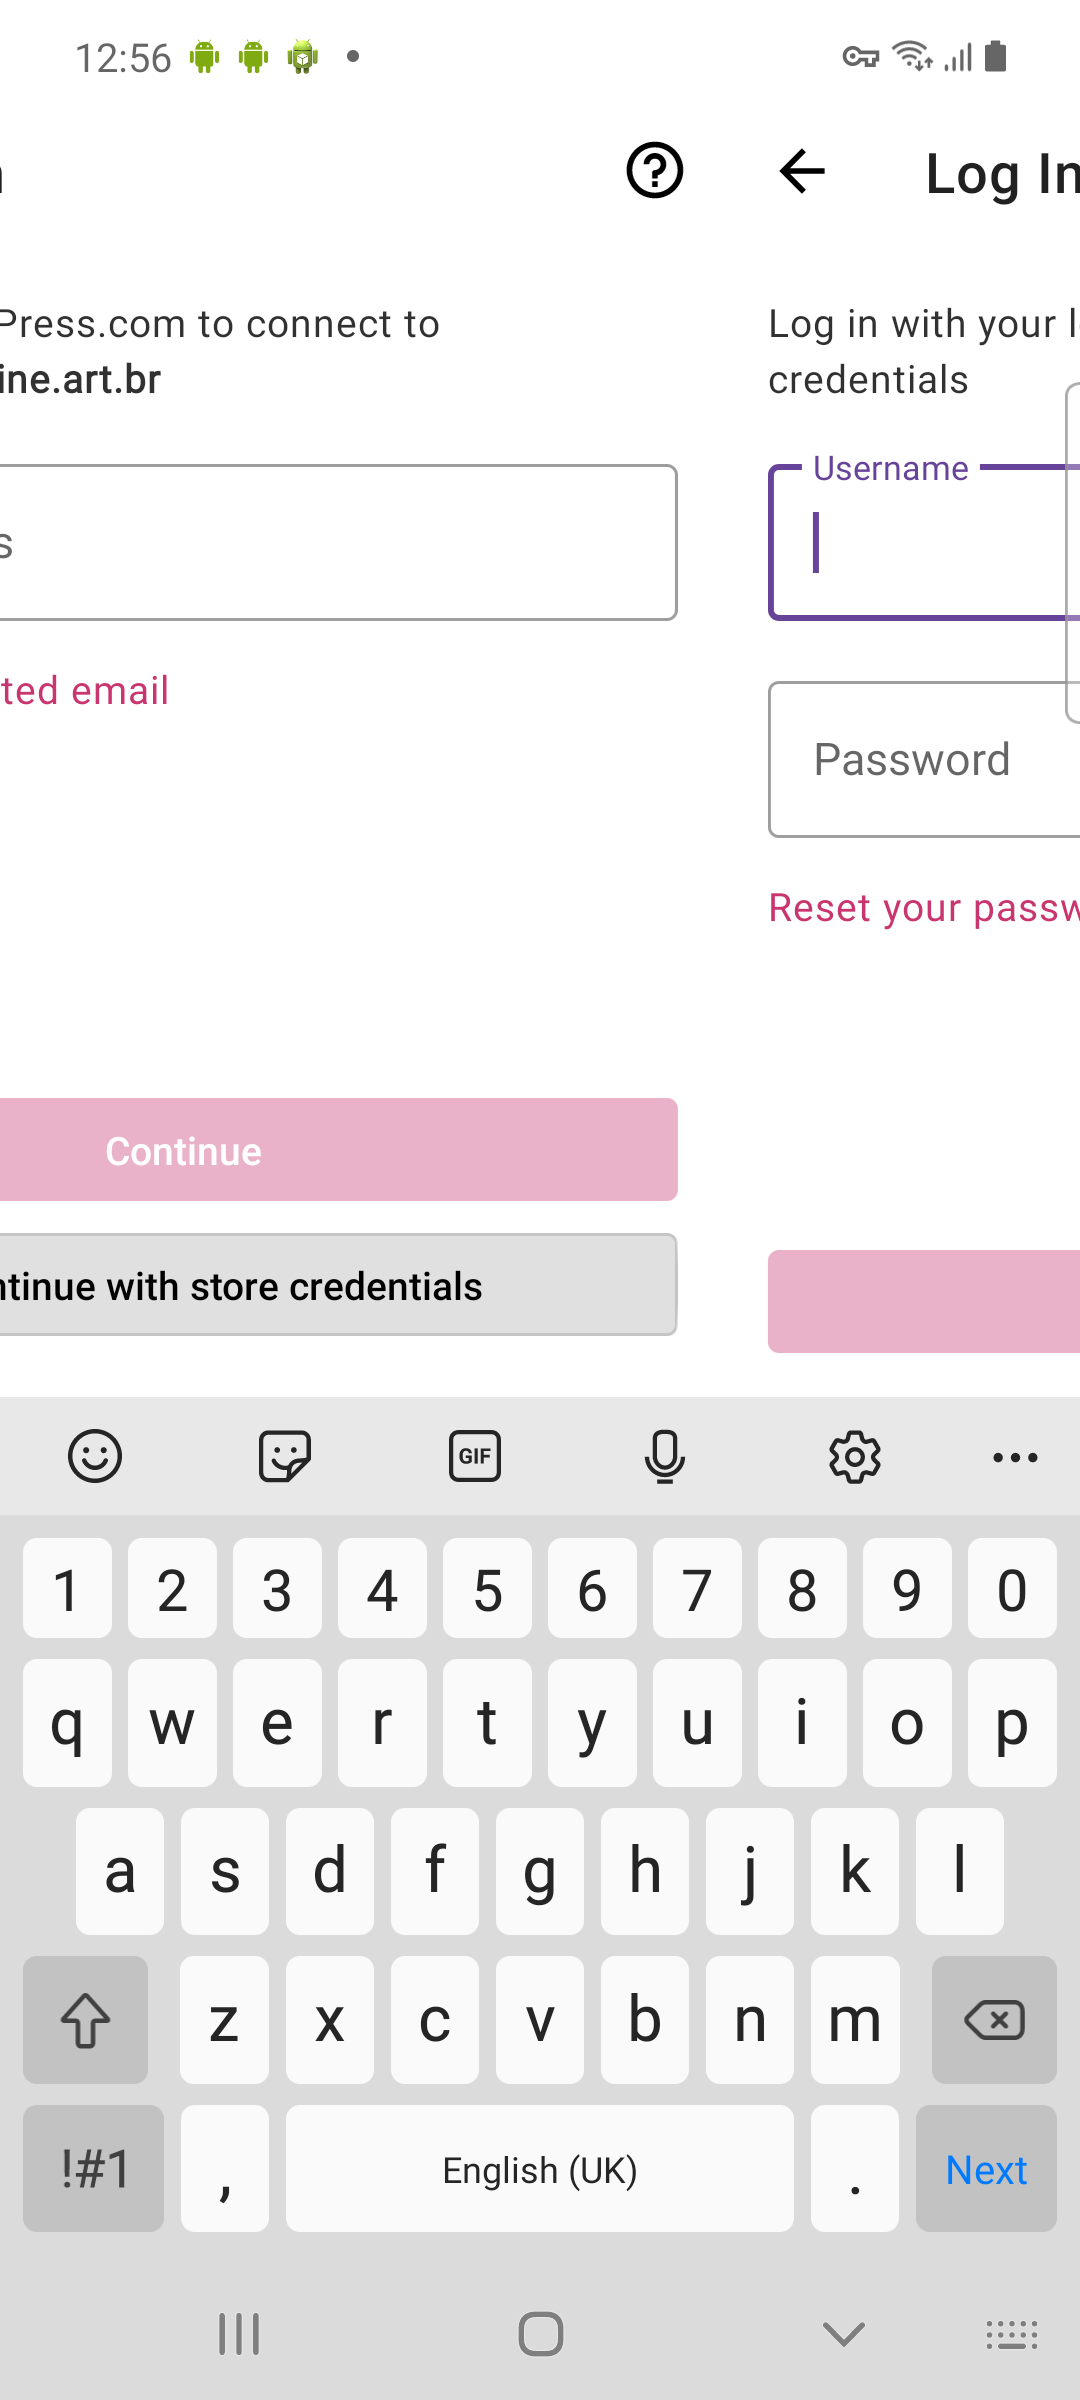 12:56
Log In
Press.com to connect to
ine.art.br
Log in with your
credentials
Username
s
ted email
Password
Reset your passw
Continue
ntinue with store credentials
GIF
1 2 3 4 5 6 7 8 9 0
q w e r t y u i o p
a s d f g h j k l
z x c v b n m
!#1 , English (UK) . Next